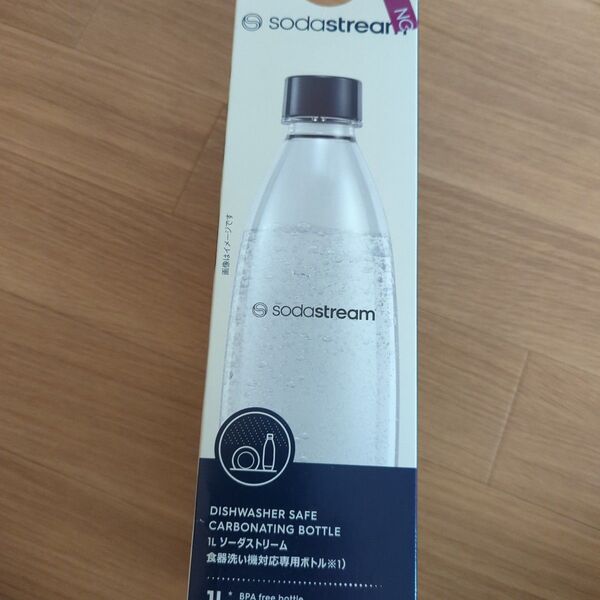 NG
sodastream
画像はイメージです
sodastream
DISHWASHER SAFE
CARBONATING BOTTLE
1L ソーダストリーム
食器洗い機対応専用ボトル※1)
1L* BPA free bottle